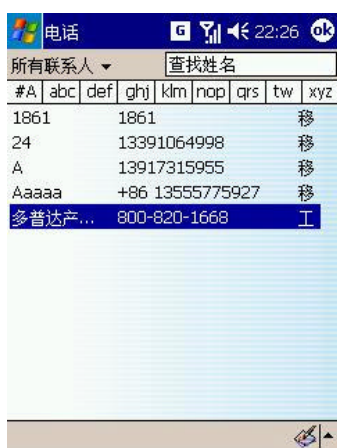 电话 G 22:26 ok
所有联系人 查找姓名
#A abc def ghj klm nop qrs tw xyz
1861 1861 移
24 13391064998 移
A 13917315955 移
Aaaaa +86 13555775927 移
多普达产... 800-820-1668 工